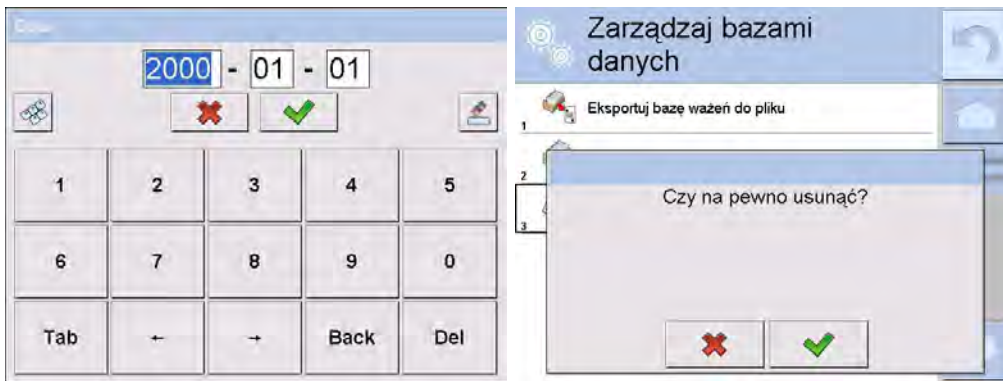 2000 - 01 - 01
1 2 3 4 5
6 7 8 9 0
Tab ← → Back Del
Zarządzaj bazami
danych
1 Eksportuj bazę ważeń do pliku
2
3
Czy na pewno usunąć?